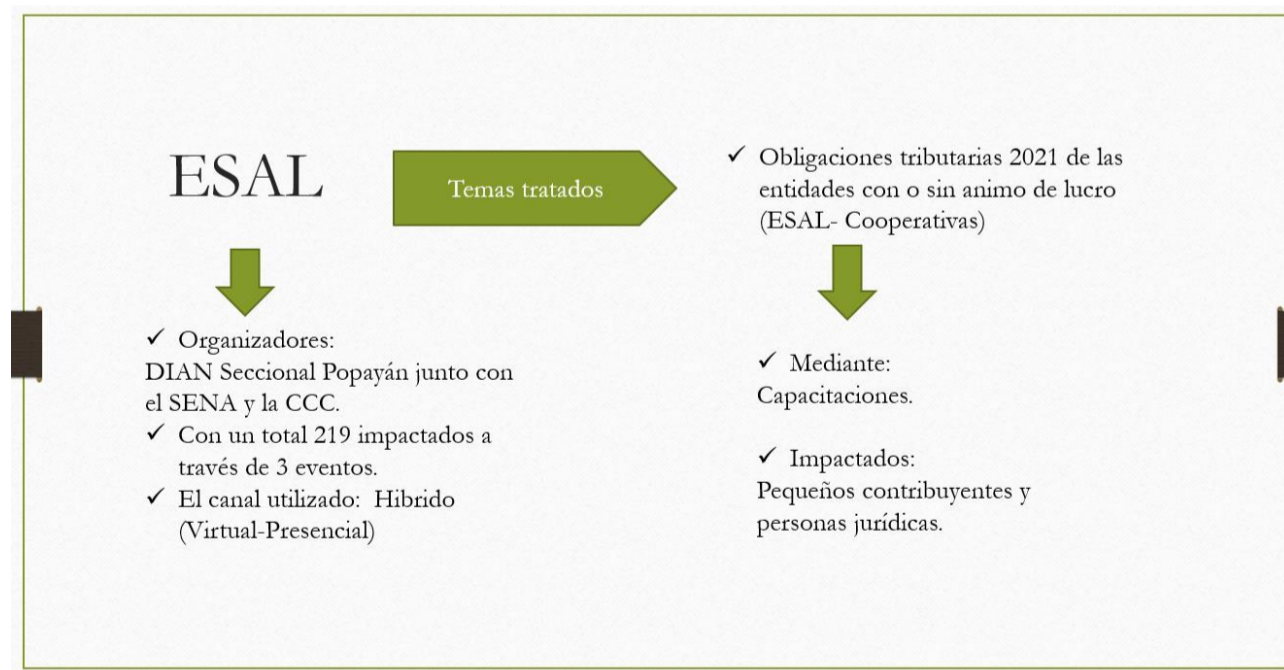 ESAL
Temas tratados
✓ Obligaciones tributarias 2021 de las
entidades con o sin animo de lucro
(ESAL- Cooperativas)
✓ Organizadores:
DIAN Seccional Popayán junto con
el SENA y la CCC.
✓ Con un total 219 impactados a
través de 3 eventos.
✓ El canal utilizado: Hibrido
(Virtual-Presencial)
✓ Mediante:
Capacitaciones.
✓ Impactados:
Pequeños contribuyentes y
personas jurídicas.